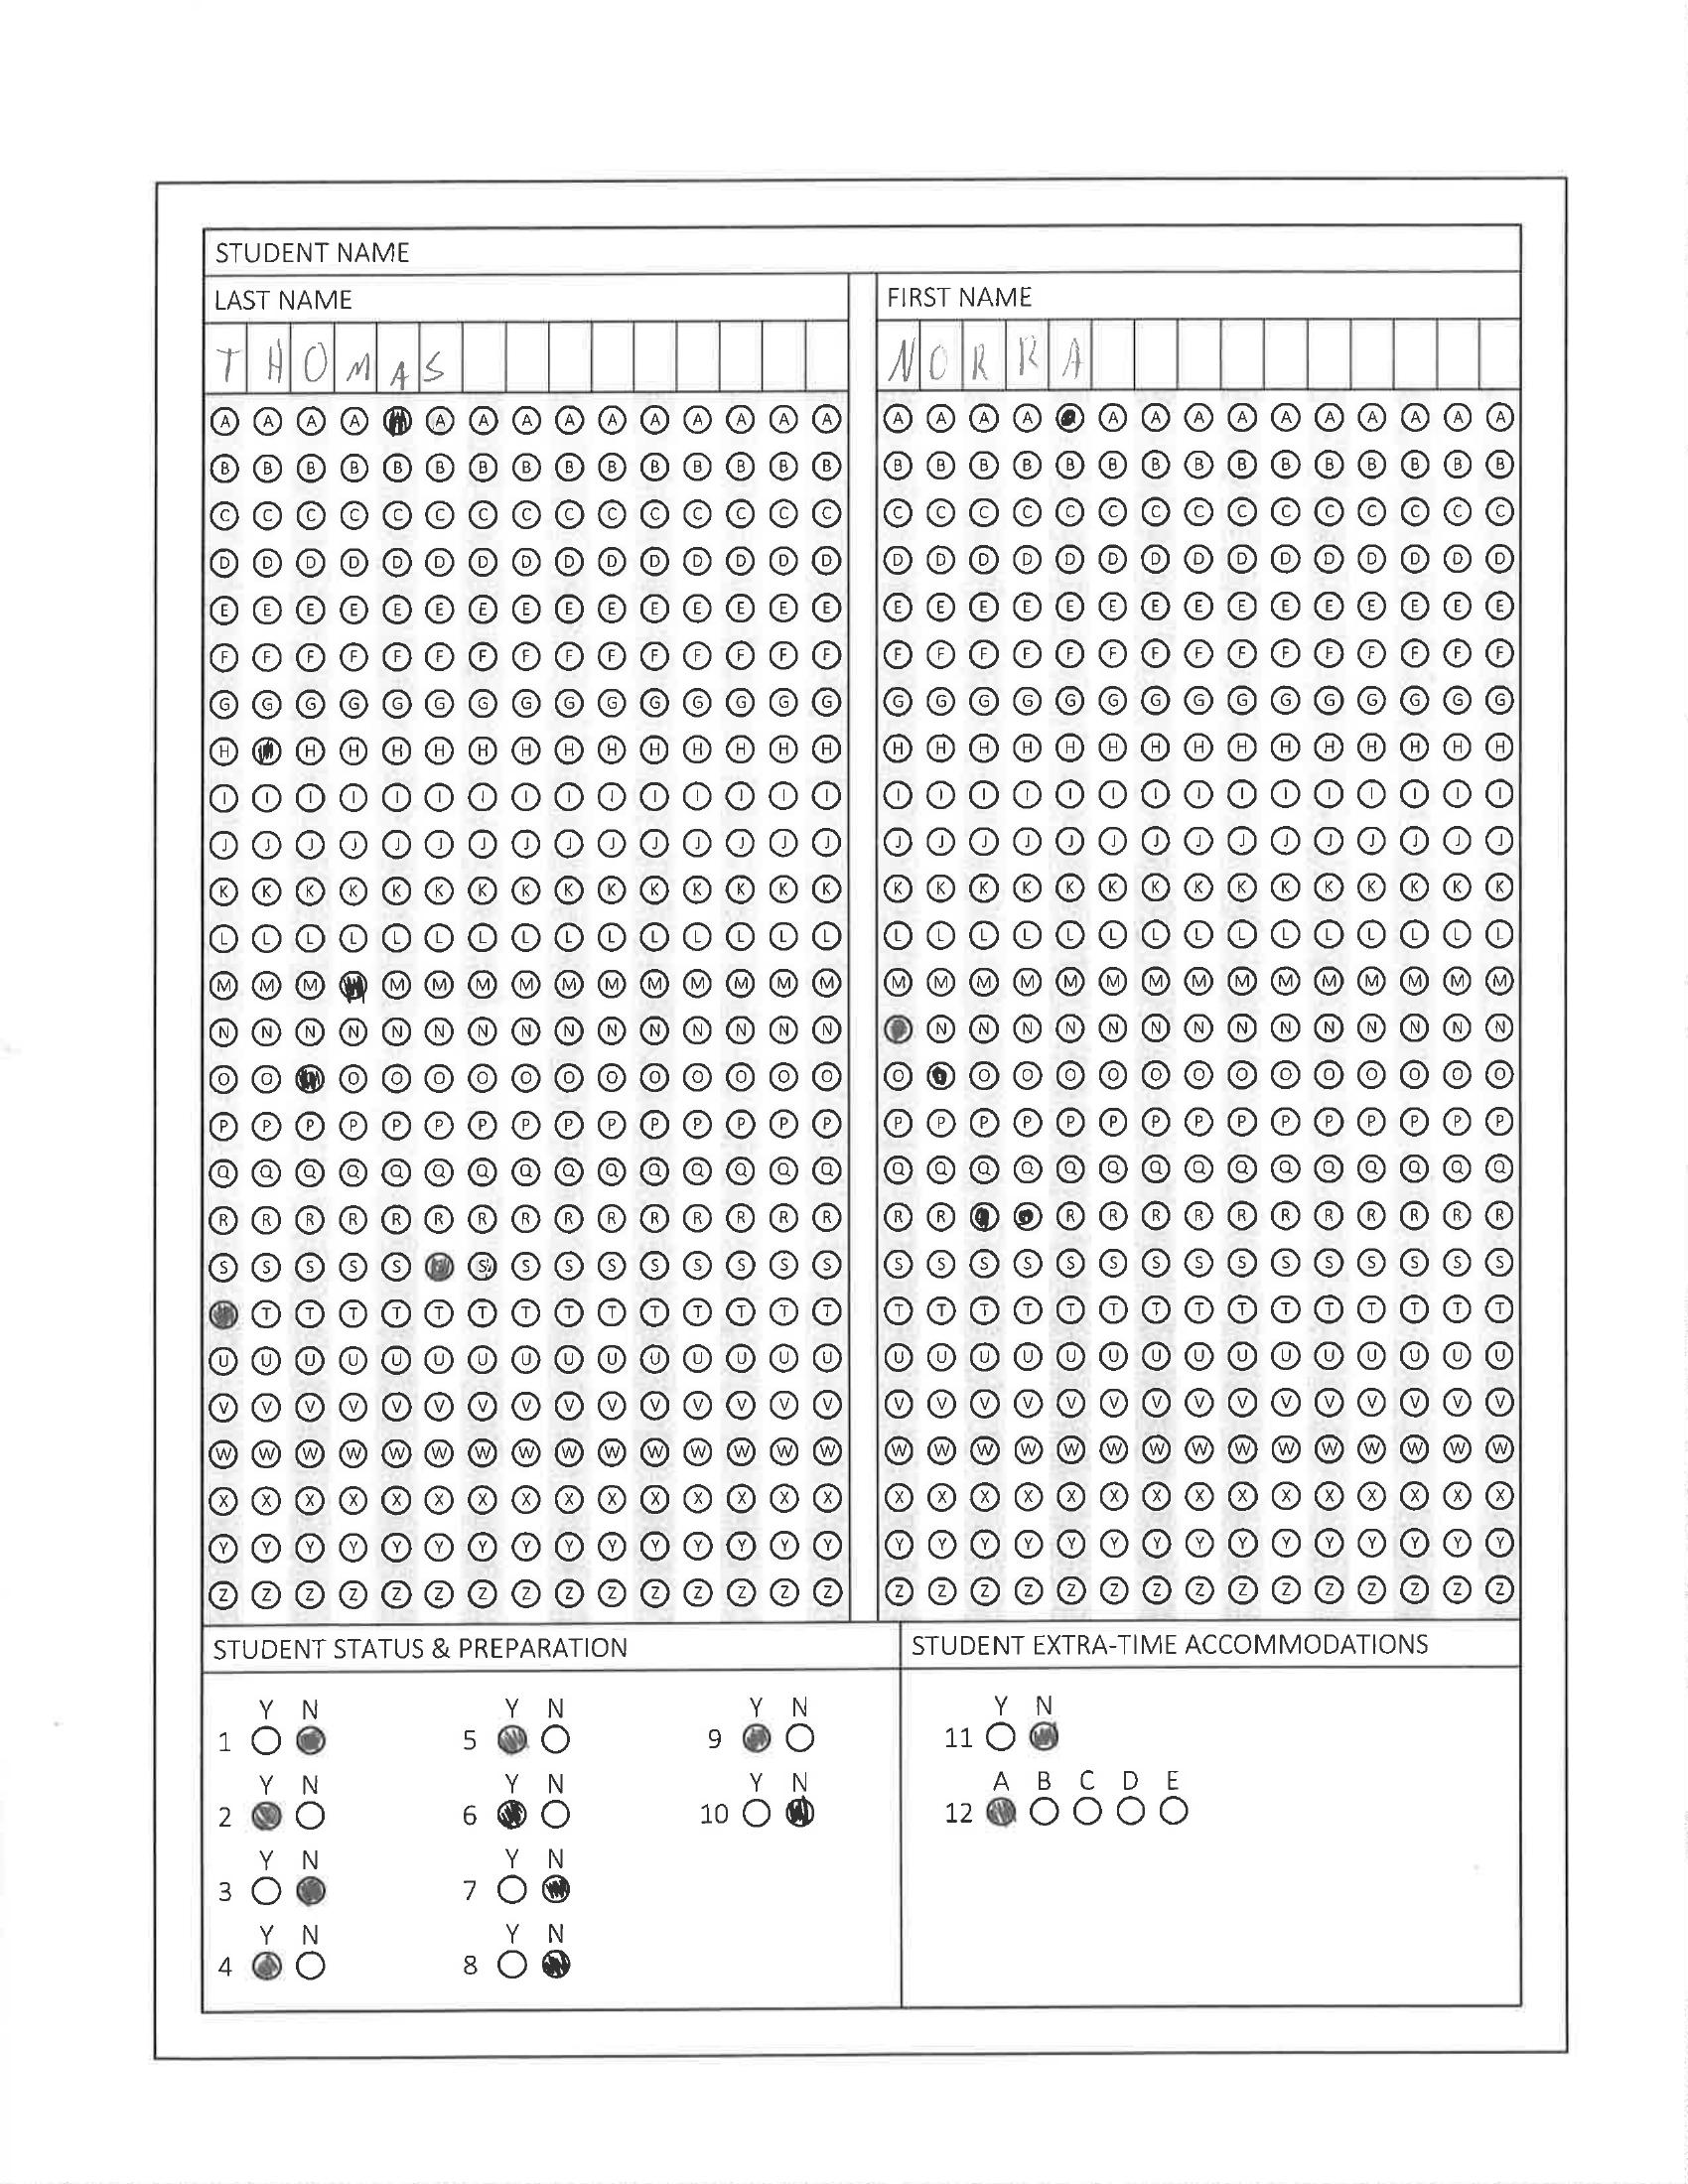 STUDENT NAME
LAST NAME
FIRST NAME
T H O M A S
N O R R A
A A A A A A A A A A A A A A A A A A A A A A A A A A
B B B B B B B B B B B B B B B B B B B B B B B B B B B B B B
C C C C C C C C C C C C C C C C C C C C C C C C C C C C C C
D D D D D D D D D D D D D D D D D D D D D D D D D D D D D D
E E E E E E E E E E E E E E E E E E E E E E E E E E E E E E
F F F F F F F F F F F F F F F F F F F F F F F F F F F F F F
G G G G G G G G G G G G G G G G G G G G G G G G G G G G G G
H H H H H H H H H H H H H H H H H H H H H H H H H H H H H
I I I I I I I I I I I I I I I I I I I I I I I I I I I I I I
J J J J J J J J J J J J J J J J J J J J J J J J J J J J J J
K K K K K K K K K K K K K K K K K K K K K K K K K K K K K K
L L L L L L L L L L L L L L L L L L L L L L L L L L L L L L
M M M M M M M M M M M M M M M M M M M M M M M M M M M M M
N N N N N N N N N N N N N N N N N N N N N N N N N N N N N
O O O O O O O O O O O O O O O O O O O O O O O O O O O O
P P P P P P P P P P P P P P P P P P P P P P P P P P P P P P
Q Q Q Q Q Q Q Q Q Q Q Q Q Q Q Q Q Q Q Q Q Q Q Q Q Q Q Q Q Q
R R R R R R R R R R R R R R R R R R R R R R R R R R R R
S S S S S S S S S S S S S S S S S S S S S S S S S S S S S
T T T T T T T T T T T T T T T T T T T T T T T T T T T T T
U U U U U U U U U U U U U U U U U U U U U U U U U U U U U U
V V V V V V V V V V V V V V V V V V V V V V V V V V V V V V
W W W W W W W W W W W W W W W W W W W W W W W W W W W W W W
X X X X X X X X X X X X X X X X X X X X X X X X X X X X X X
Y Y Y Y Y Y Y Y Y Y Y Y Y Y Y Y Y Y Y Y Y Y Y Y Y Y Y Y Y Y
Z Z Z Z Z Z Z Z Z Z Z Z Z Z Z Z Z Z Z Z Z Z Z Z Z Z Z Z Z Z
STUDENT STATUS & PREPARATION
Y N Y N Y N
1 5 9
Y N Y N Y N
2 6 10
Y N Y N
3 7
Y N Y N
4 8
STUDENT EXTRA-TIME ACCOMMODATIONS
Y N
11
A B C D E
12